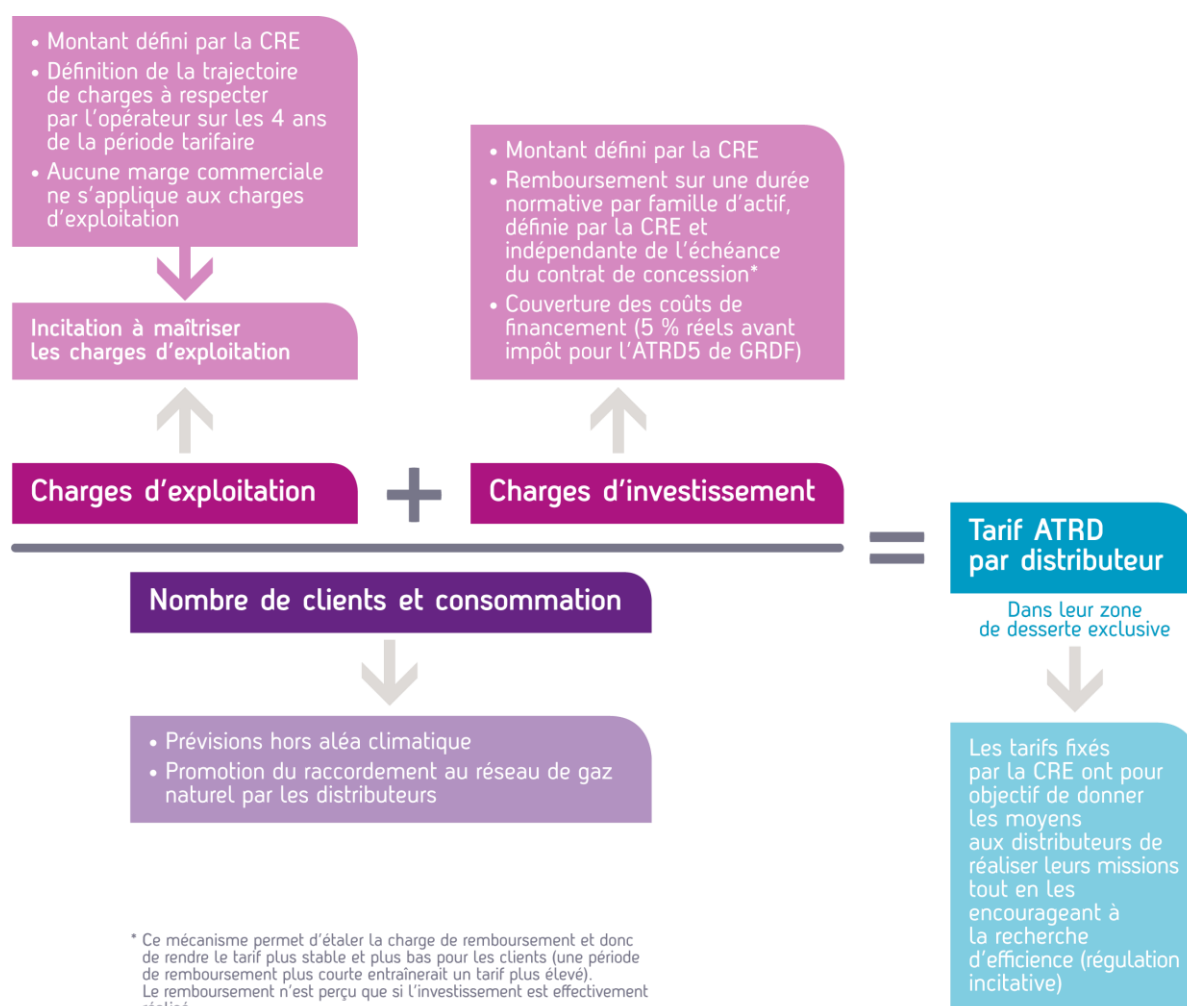 • Montant défini par la CRE
• Définition de la trajectoire
de charges à respecter
par l'opérateur sur les 4 ans
de la période tarifaire
• Aucune marge commerciale
ne s'applique aux charges
d'exploitation
Incitation à maîtriser
les charges d'exploitation
• Montant défini par la CRE
• Remboursement sur une durée
normative par famille d'actif,
définie par la CRE et
indépendante de l'échéance
du contrat de concession*
• Couverture des coûts de
financement (5 % réels avant
impôt pour l'ATRD5 de GRDF)
Charges d'exploitation
+
Charges d'investissement
=
Tarif ATRD
par distributeur
Dans leur zone
de desserte exclusive
Nombre de clients et consommation
• Prévisions hors aléa climatique
• Promotion du raccordement au réseau de gaz
naturel par les distributeurs
Les tarifs fixés
par la CRE ont pour
objectif de donner
les moyens
aux distributeurs de
réaliser leurs missions
tout en les
encourageant à
la recherche
d'efficience (régulation
incitative)
* Ce mécanisme permet d'étaler la charge de remboursement et donc
de rendre le tarif plus stable et plus bas pour les clients (une période
de remboursement plus courte entraînerait un tarif plus élevé).
Le remboursement n'est perçu que si l'investissement est effectivement